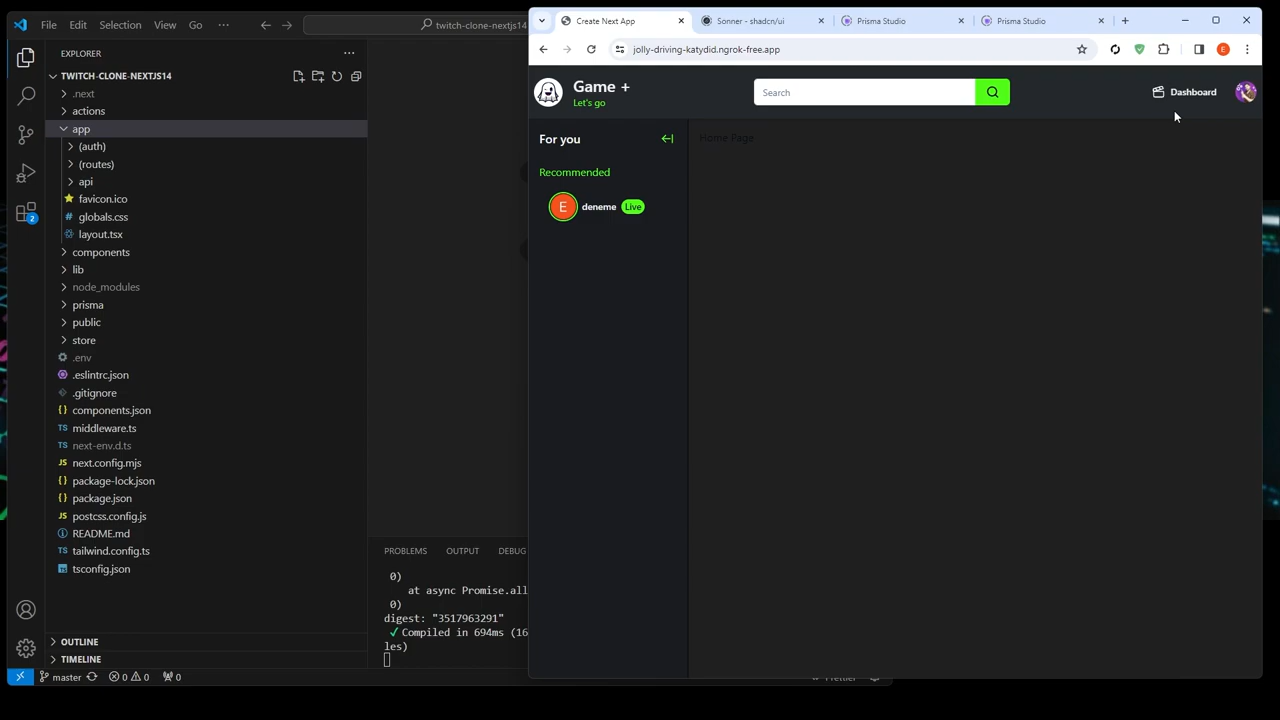 File Edit Selection View Go ···
twitch-clone-nextjs14
EXPLORER
TWITCH-CLONE-NEXTJS14
.next
actions
app
(auth)
(routes)
api
favicon.ico
globals.css
layout.tsx
components
lib
node_modules
prisma
public
store
.env
.eslintrc.json
.gitignore
components.json
middleware.ts
next-env.d.ts
next.config.mjs
package-lock.json
package.json
postcss.config.js
README.md
tailwind.config.ts
tsconfig.json
OUTLINE
TIMELINE
2
master 0 0 0
PROBLEMS OUTPUT DEBUG
0)
at async Promise.all
0)
digest: "3517963291"
✓ Compiled in 694ms (16
les)
Prettier
Create Next App
Sonner - shadcn/ui
Prisma Studio
Prisma Studio
jolly-driving-katydid.ngrok-free.app
E
Game +
Let's go
Search
Dashboard
For you
Recommended
E deneme Live
Home Page